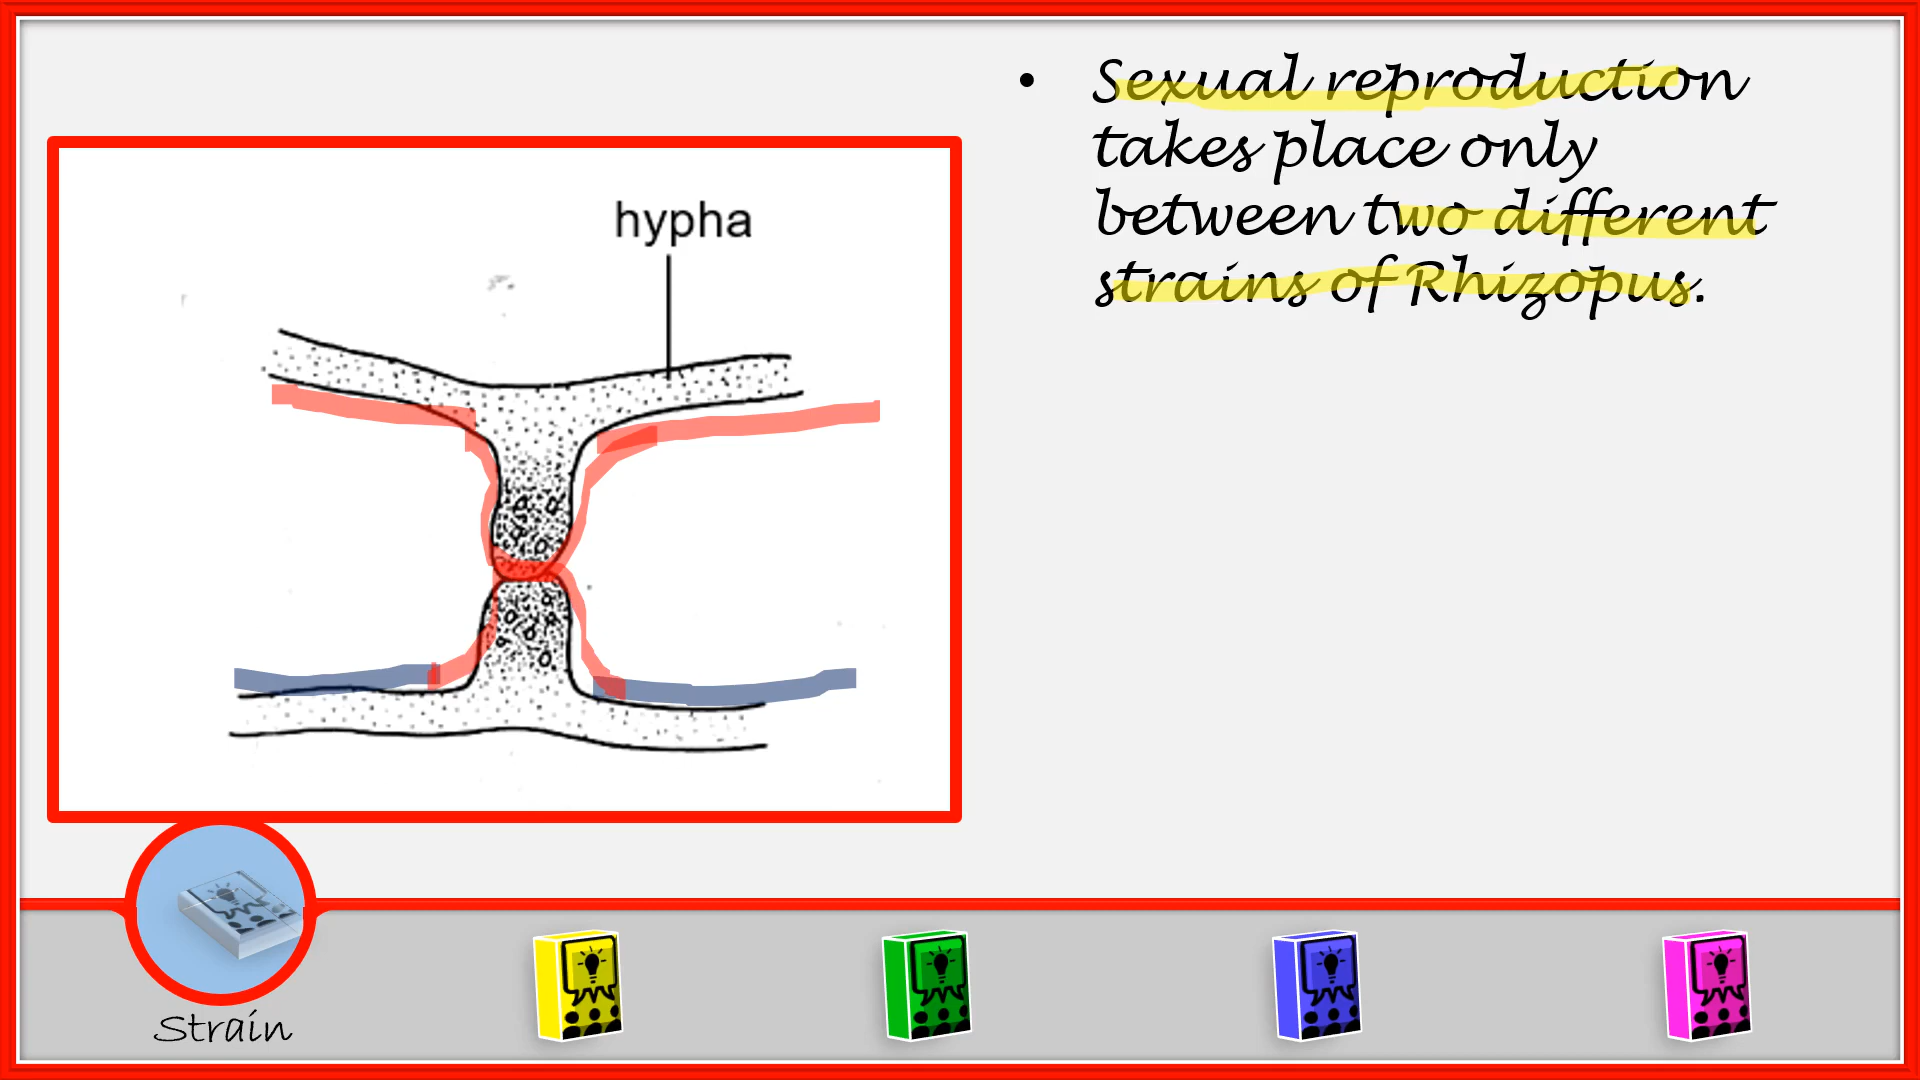 • Sexual reproduction
takes place only
between two different
strains of Rhizopus.
hypha
Strain